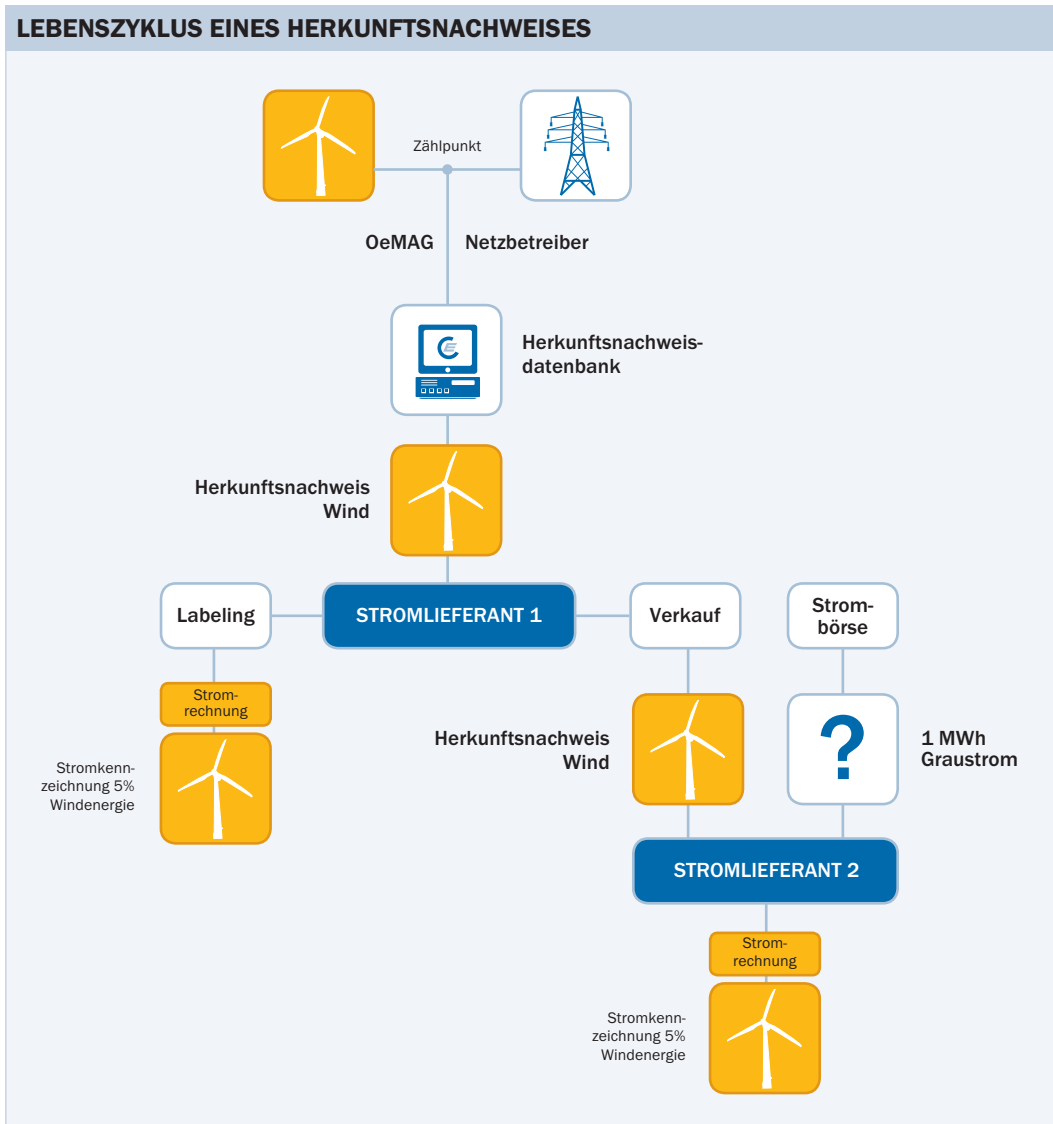 LEBENSZYKLUS EINES HERKUNFTSNACHWEISES
Zählpunkt
OeMAG
Netzbetreiber
Herkunftsnachweis-
datenbank
Herkunftsnachweis
Wind
Labeling
STROMLIEFERANT 1
Verkauf
Strom-
börse
Strom-
rechnung
Stromkenn-
zeichnung 5%
Windenergie
Herkunftsnachweis
Wind
?
1 MWh
Graustrom
STROMLIEFERANT 2
Strom-
rechnung
Stromkenn-
zeichnung 5%
Windenergie